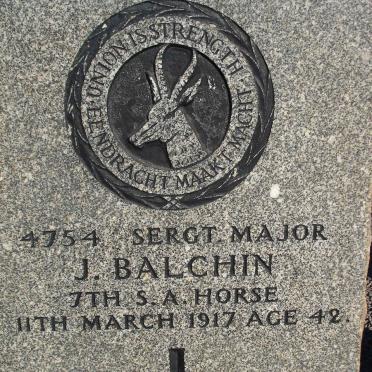 UNION IS STRENGTH
EENDRACHT MAAKT MACHT
4754 SERGT. MAJOR
J. BALCHIN
7TH S. A. HORSE
11TH MARCH 1917 AGE 42.